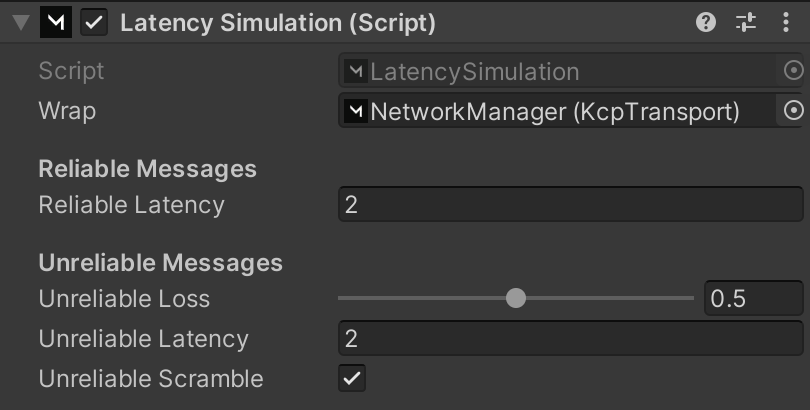 Latency Simulation (Script)
Script LatencySimulation
Wrap NetworkManager (KcpTransport)
Reliable Messages
Reliable Latency 2
Unreliable Messages
Unreliable Loss 0.5
Unreliable Latency 2
Unreliable Scramble